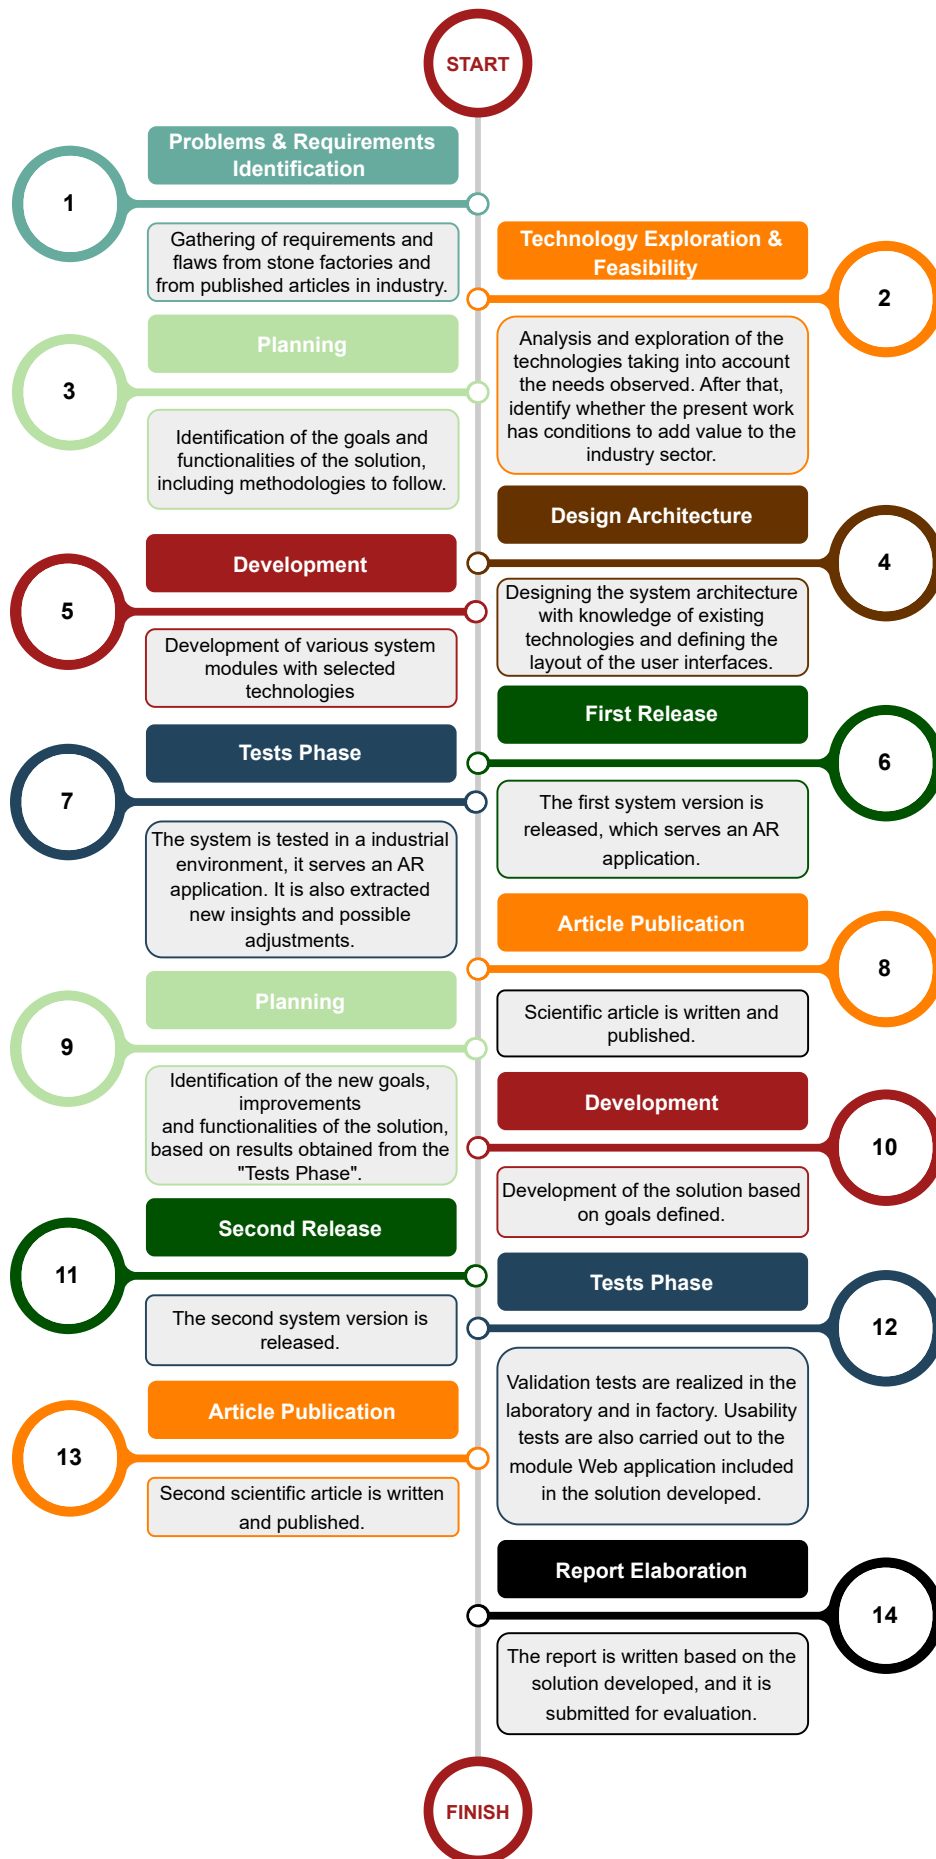 START
Problems & Requirements
Identification
1
Gathering of requirements and
flaws from stone factories and
from published articles in industry.
Technology Exploration &
Feasibility
2
Analysis and exploration of the
technologies taking into account
the needs observed. After that,
identify whether the present work
has conditions to add value to the
industry sector.
Planning
3
Identification of the goals and
functionalities of the solution,
including methodologies to follow.
Design Architecture
4
Designing the system architecture
with knowledge of existing
technologies and defining the
layout of the user interfaces.
Development
5
Development of various system
modules with selected
technologies
First Release
6
The first system version is
released, which serves an AR
application.
Tests Phase
7
The system is tested in a industrial
environment, it serves an AR
application. It is also extracted
new insights and possible
adjustments.
Article Publication
8
Scientific article is written and
published.
Planning
9
Identification of the new goals,
improvements
and functionalities of the solution,
based on results obtained from the
"Tests Phase".
Development
10
Development of the solution based
on goals defined.
Second Release
11
The second system version is
released.
Tests Phase
12
Validation tests are realized in the
laboratory and in factory. Usability
tests are also carried out to the
module Web application included
in the solution developed.
Article Publication
13
Second scientific article is written
and published.
Report Elaboration
14
The report is written based on the
solution developed, and it is
submitted for evaluation.
FINISH